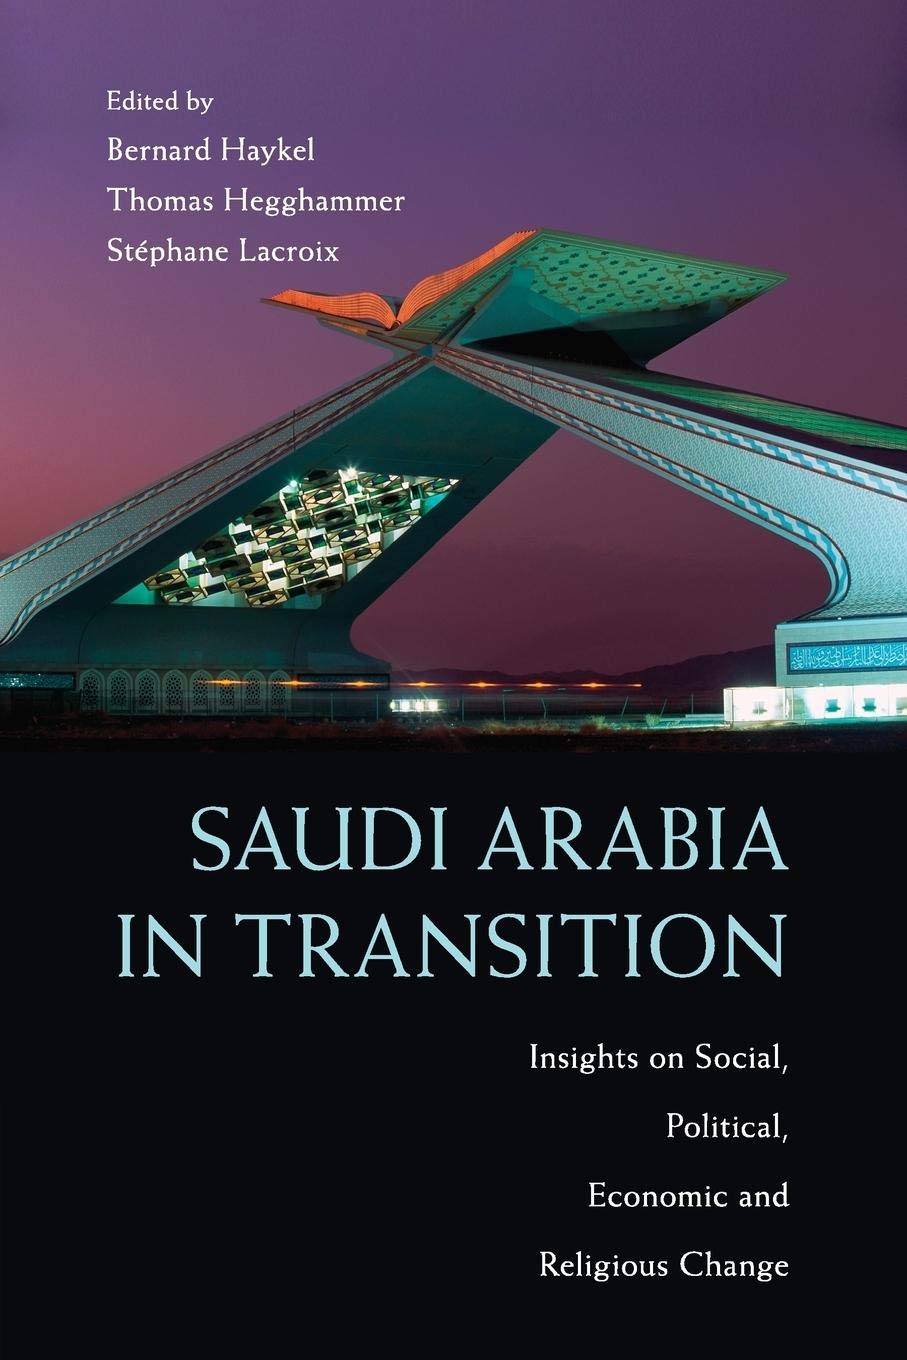 Edited by
Bernard Haykel
Thomas Hegghammer
Stéphane Lacroix
SAUDI ARABIA
IN TRANSITION
Insights on Social,
Political,
Economic and
Religious Change